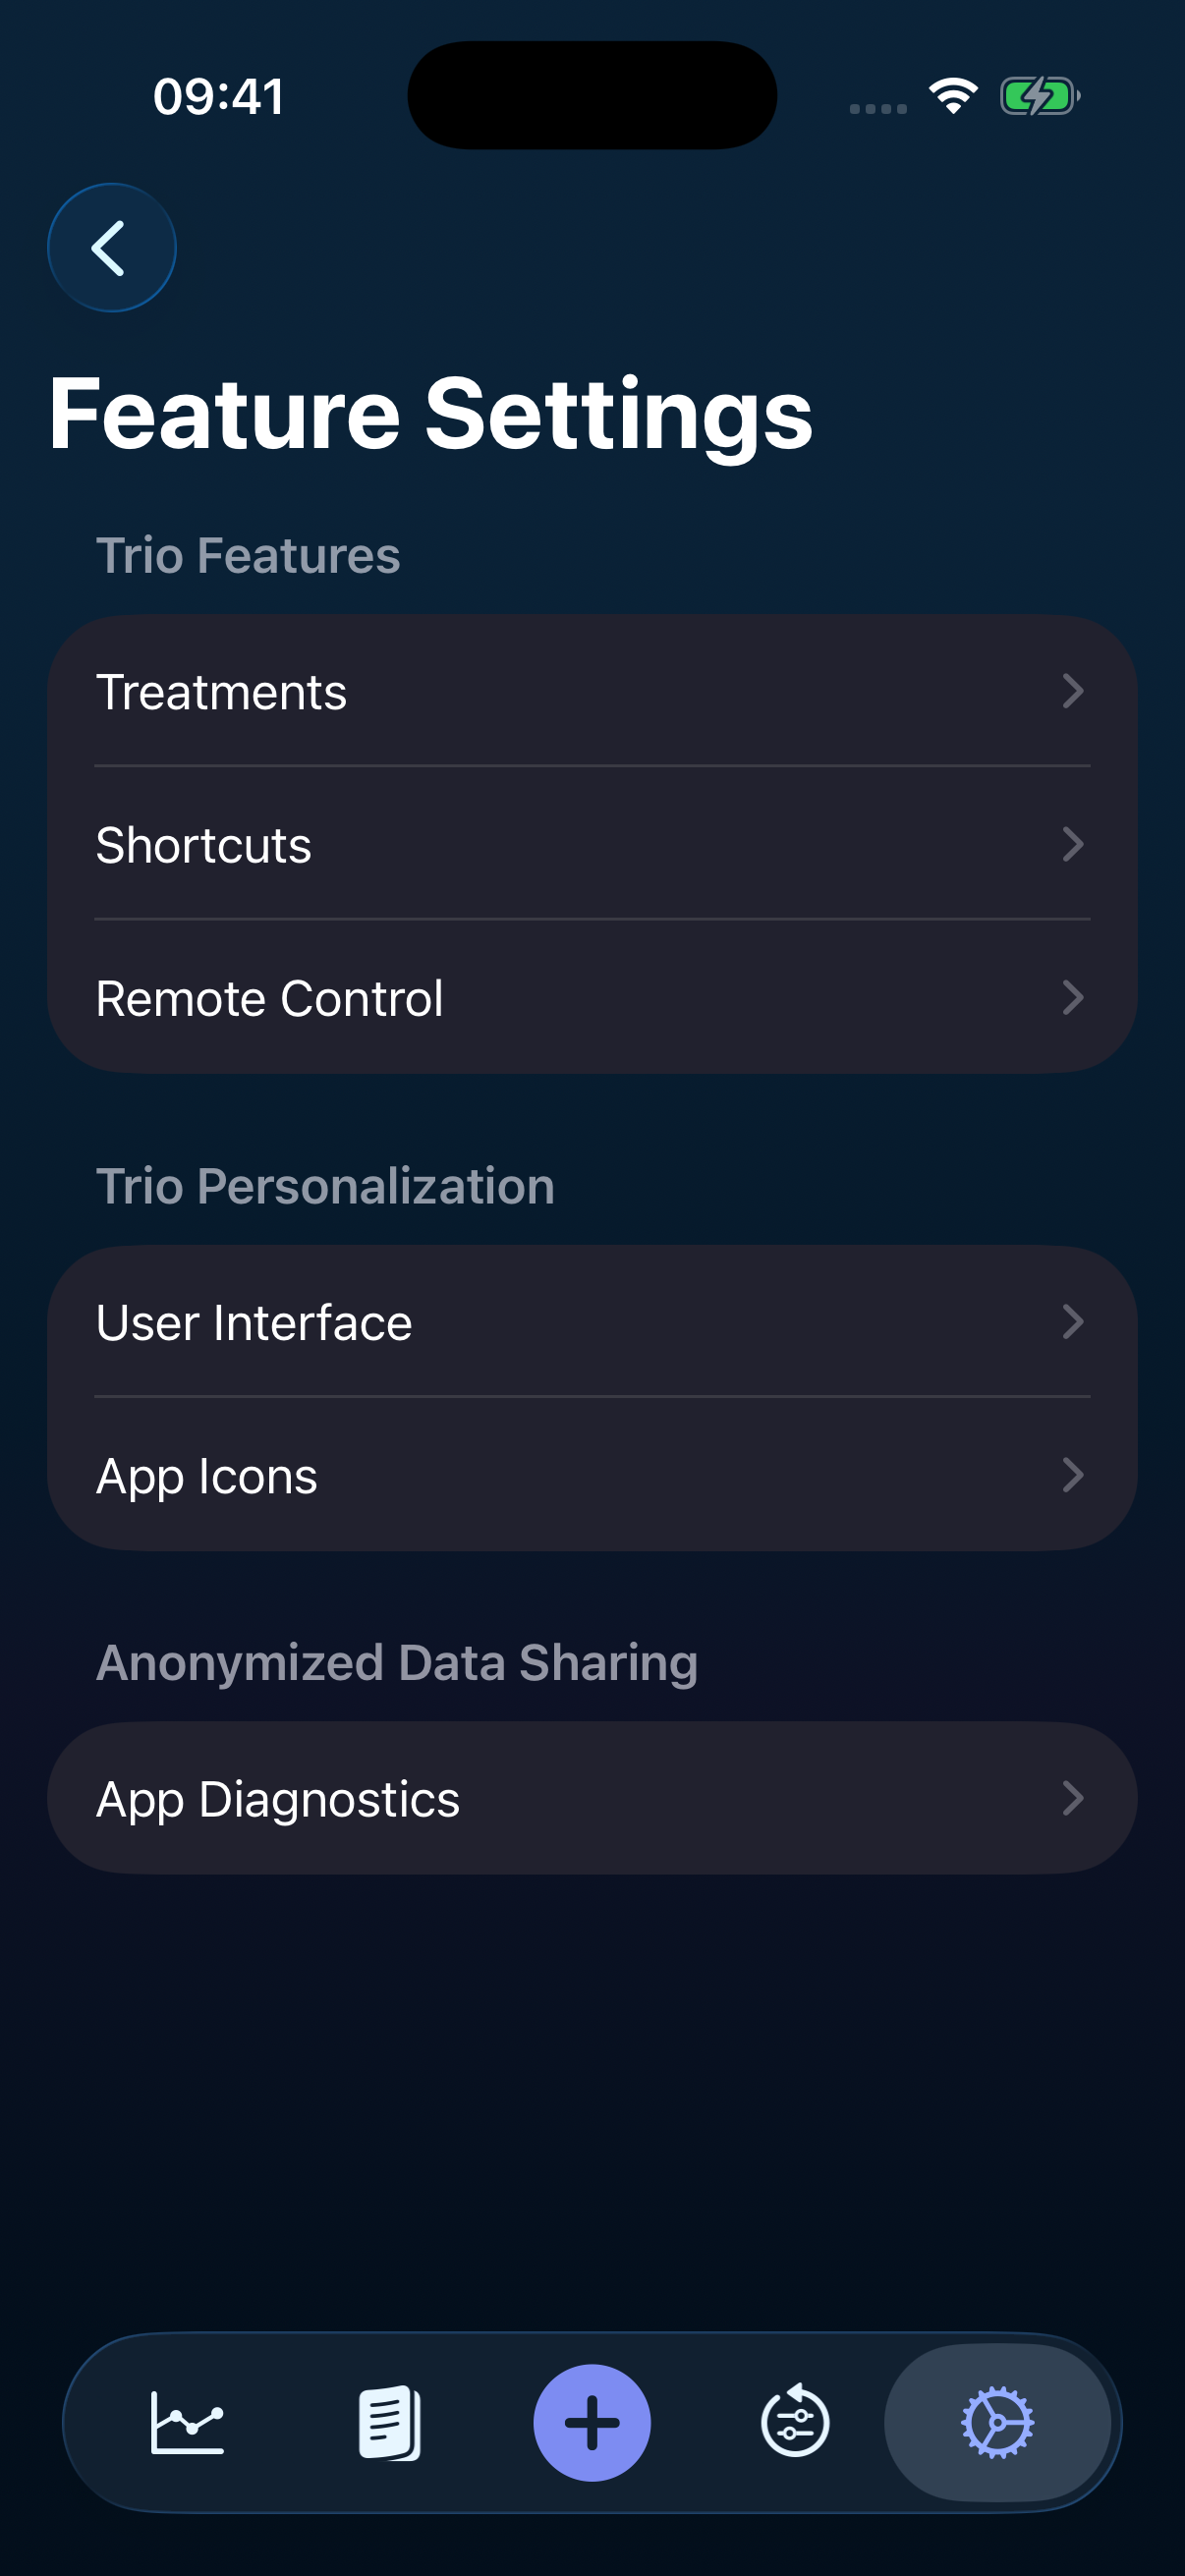 09:41
Feature Settings
Trio Features
Treatments
Shortcuts
Remote Control
Trio Personalization
User Interface
App Icons
Anonymized Data Sharing
App Diagnostics